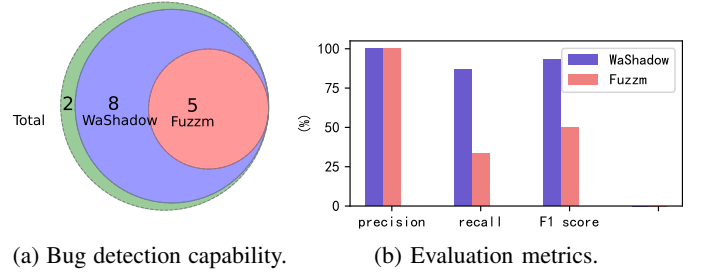 2
8
5
Total
WaShadow
Fuzzm
(a) Bug detection capability.
100
75
50
25
0
(%)
WaShadow
Fuzzm
precision
recall
F1 score
(b) Evaluation metrics.